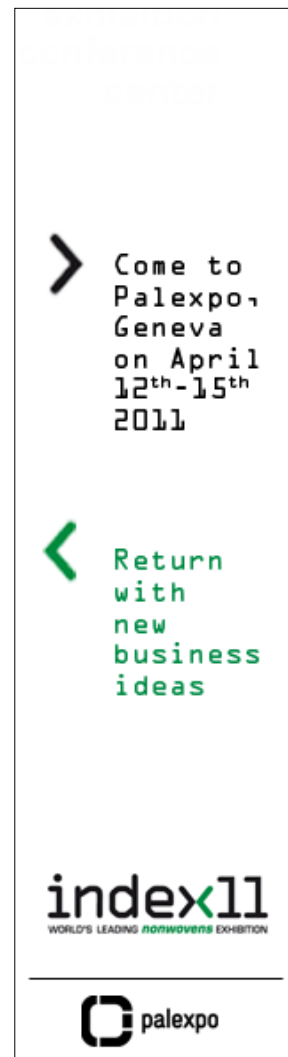 Come to
Palexpo,
Geneva
on April
12th-15th
2011
Return
with
new
business
ideas
index11
WORLD'S LEADING nonwovens EXHIBITION
palexpo